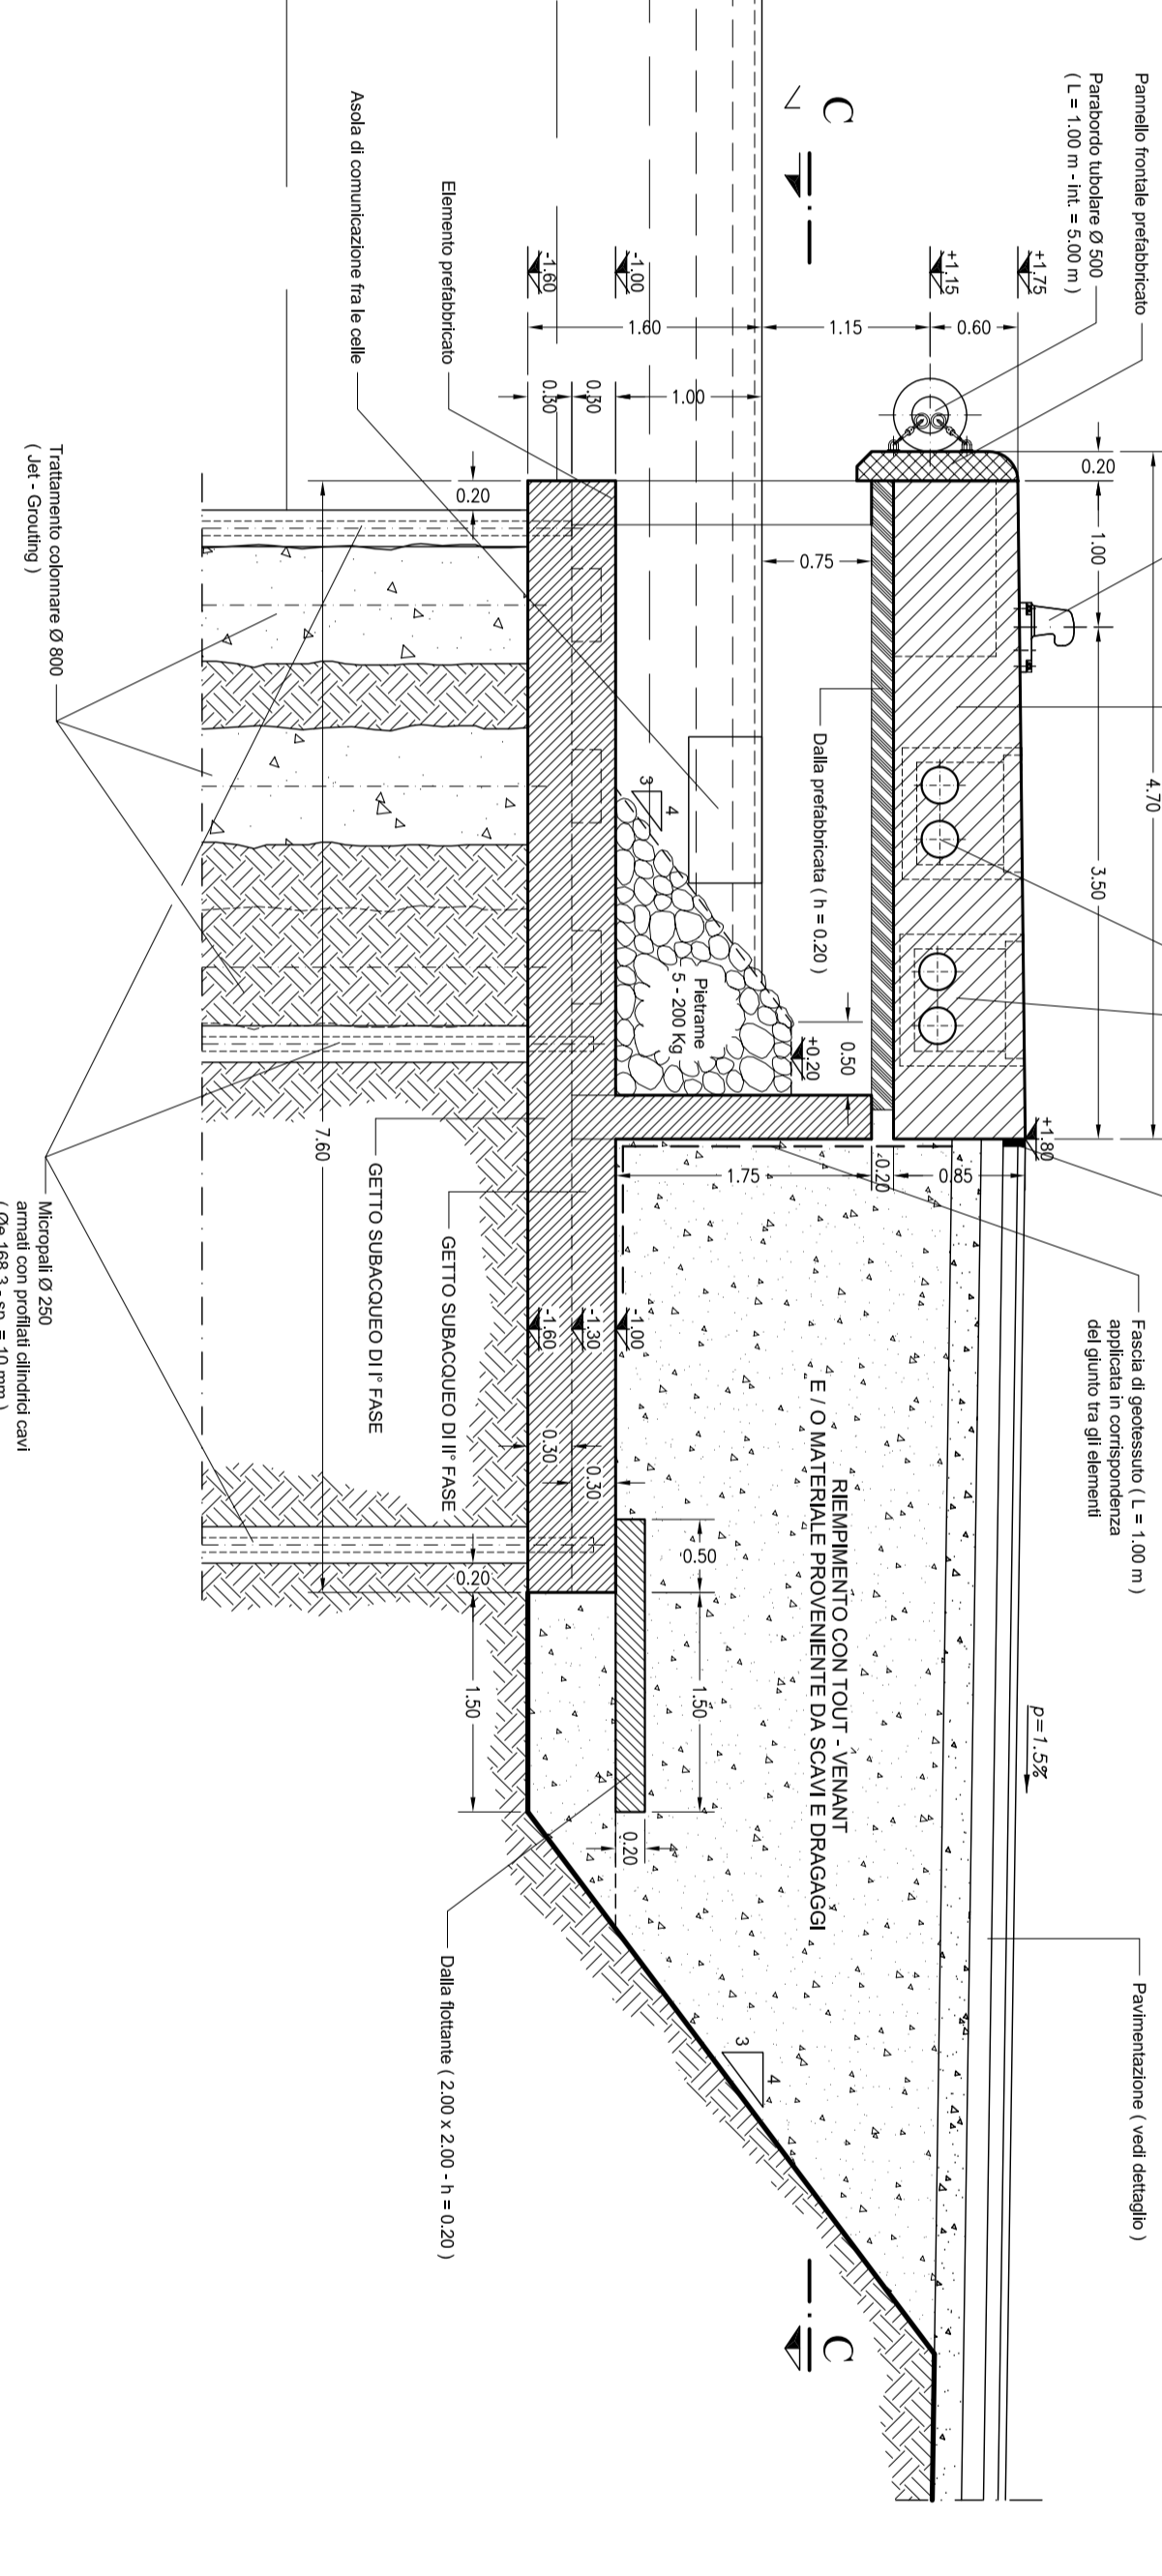 Pannello frontale prefabbricato
Parabordo tubolare Ø 500
( L = 1.00 m - int. = 5.00 m )
4.70
0.20
1.00
3.50
+1.75
+1.15
0.60
1.15
1.60
-1.00
-1.60
C
C
1.00
0.30
0.30
0.75
Dalla prefabbricata ( h = 0.20 )
+1.80
Fascia di geotessuto ( L = 1.00 m )
applicata in corrispondenza
del giunto tra gli elementi
p=1.5%
Pavimentazione ( vedi dettaglio )
0.50
+0.20
Pietrame
5 - 200 Kg
3
4
0.85
0.20
1.75
RIEMPIMENTO CON TOUT - VENANT
E / O MATERIALE PROVENIENTE DA SCAVI E DRAGAGGI
3
4
-1.00
-1.30
-1.60
0.30
0.30
0.50
1.50
0.20
Elemento prefabbricato
Asola di comunicazione fra le celle
0.20
GETTO SUBACQUEO DI II° FASE
GETTO SUBACQUEO DI I° FASE
0.20
1.50
Dalla flottante ( 2.00 x 2.00 - h = 0.20 )
7.60
Trattamento colonnare Ø 800
( Jet - Grouting )
Micropali Ø 250
armati con profilati cilindrici cavi
( Øe 168.3 - sp. = 10 mm )